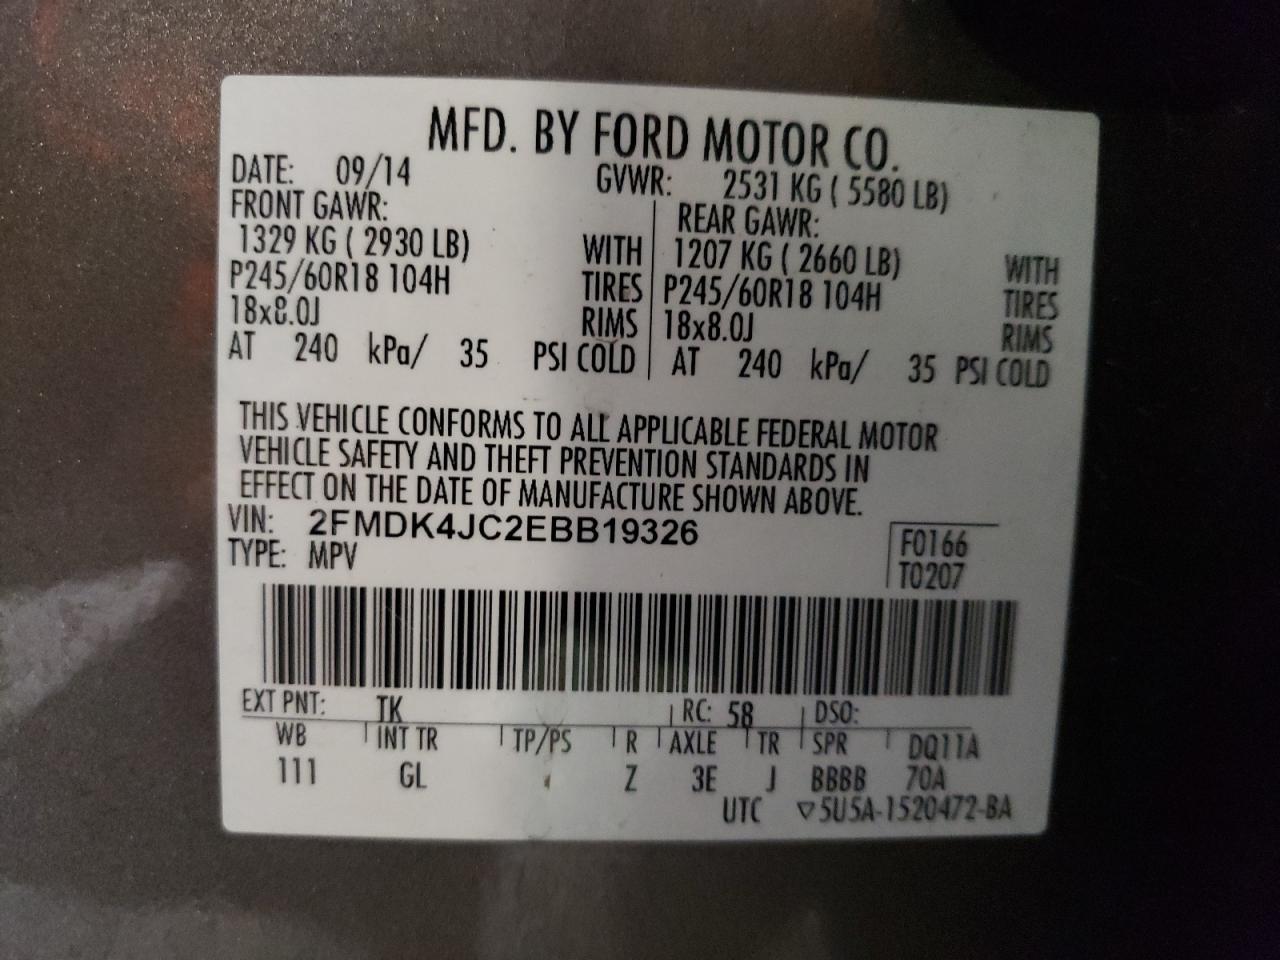 MFD. BY FORD MOTOR CO.
DATE: 09/14 GVWR: 2531 KG ( 5580 LB)
FRONT GAWR: REAR GAWR:
1329 KG ( 2930 LB) WITH 1207 KG ( 2660 LB) WITH
P245/60R18 104H TIRES P245/60R18 104H TIRES
18x8.0J RIMS 18x8.0J RIMS
AT 240 kPa/ 35 PSI COLD AT 240 kPa/ 35 PSI COLD
THIS VEHICLE CONFORMS TO ALL APPLICABLE FEDERAL MOTOR
VEHICLE SAFETY AND THEFT PREVENTION STANDARDS IN
EFFECT ON THE DATE OF MANUFACTURE SHOWN ABOVE.
VIN: 2FMDK4JC2EBB19326
TYPE: MPV
F0166
T0207
EXT PNT: TK RC: 58 DSO:
WB INT TR TP/PS R AXLE TR SPR DQ11A
111 GL Z 3E J BBBB 70A
UTC ▽5U5A-1520472-BA